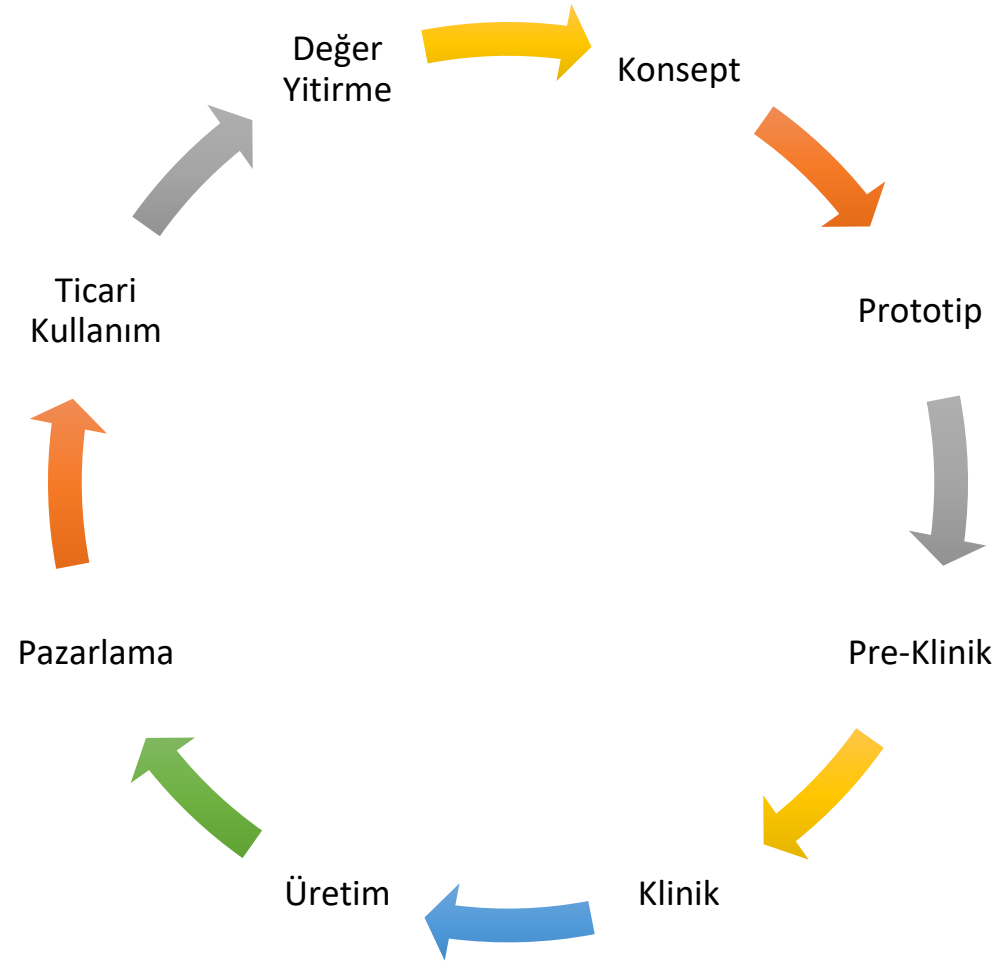 Değer
Yitirme
Konsept
Prototip
Pre-Klinik
Klinik
Üretim
Pazarlama
Ticari
Kullanım